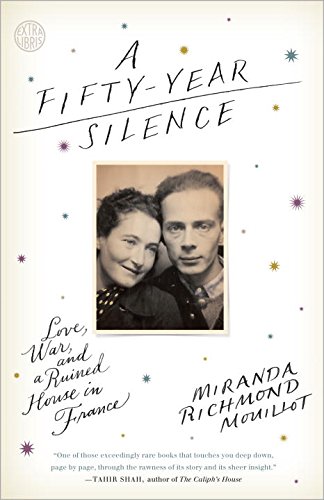 EXTRA
LIBRIS
A
FIFTY-YEAR
SILENCE
Love,
War,
and
a Ruined
House in
France
MIRANDA
RICHMOND
MOUILLOT
"One of those exceedingly rare books that touches you deep down,
page by page, through the rawness of its story and its sheer insight."
—TAHIR SHAH, author of The Caliph's House